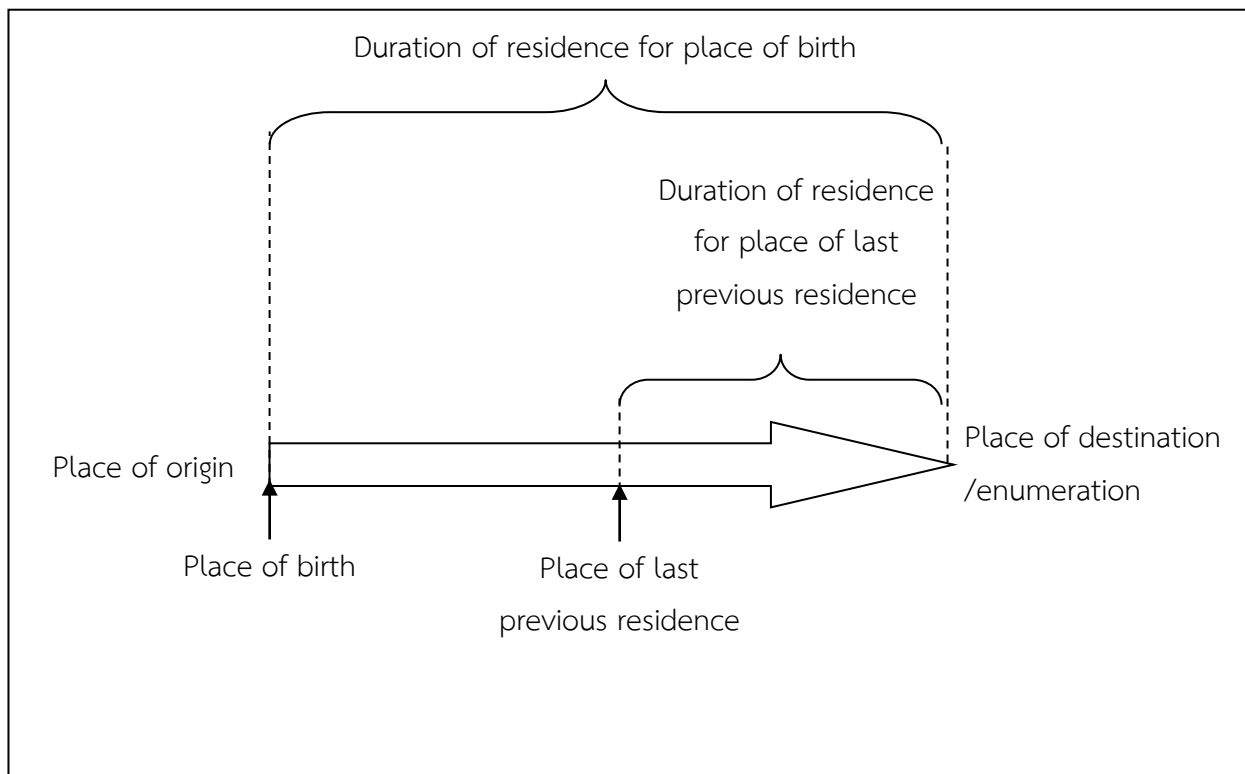 Duration of residence for place of birth
Duration of residence
for place of last
previous residence
Place of origin
Place of destination
/enumeration
Place of birth
Place of last
previous residence